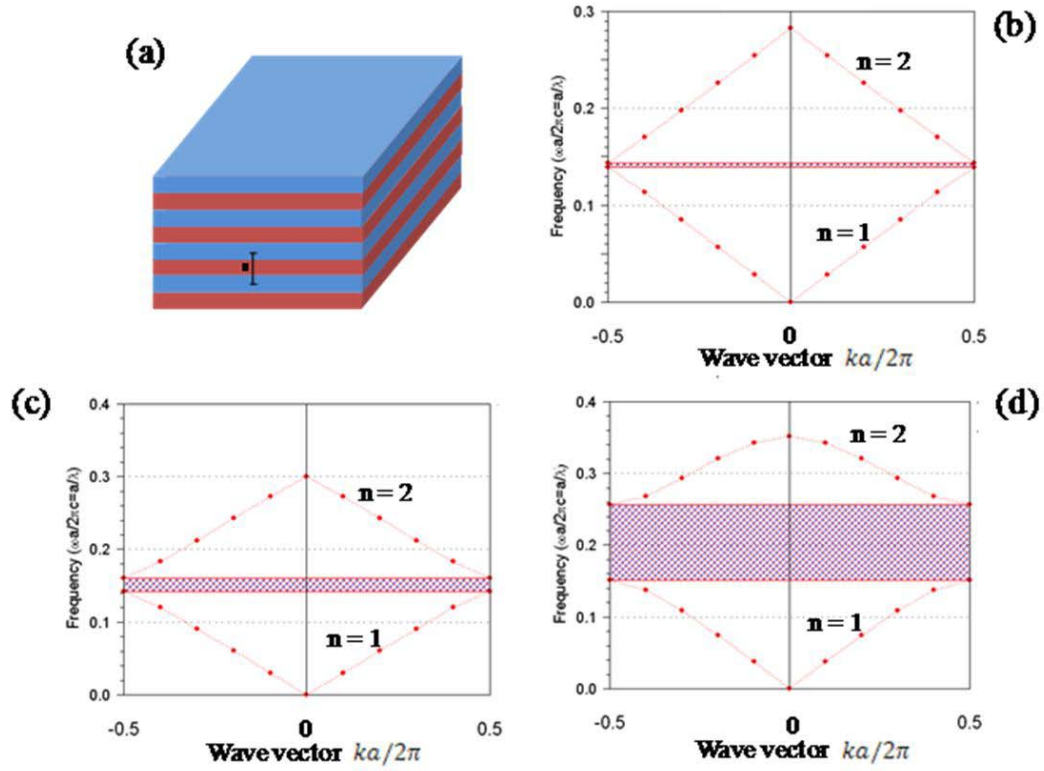 (a)
(b)
0.3
0.2
0.1
0.0
Frequency (ωa/2πc=a/λ)
n = 2
n = 1
-0.5
0
0.5
Wave vector ka/2π
(c)
0.4
0.3
0.2
0.1
0.0
Frequency (ωa/2πc=a/λ)
n = 2
n = 1
-0.5
0
0.5
Wave vector ka/2π
(d)
0.4
0.3
0.2
0.1
0.0
Frequency (ωa/2πc=a/λ)
n = 2
n = 1
-0.5
0
0.5
Wave vector ka/2π